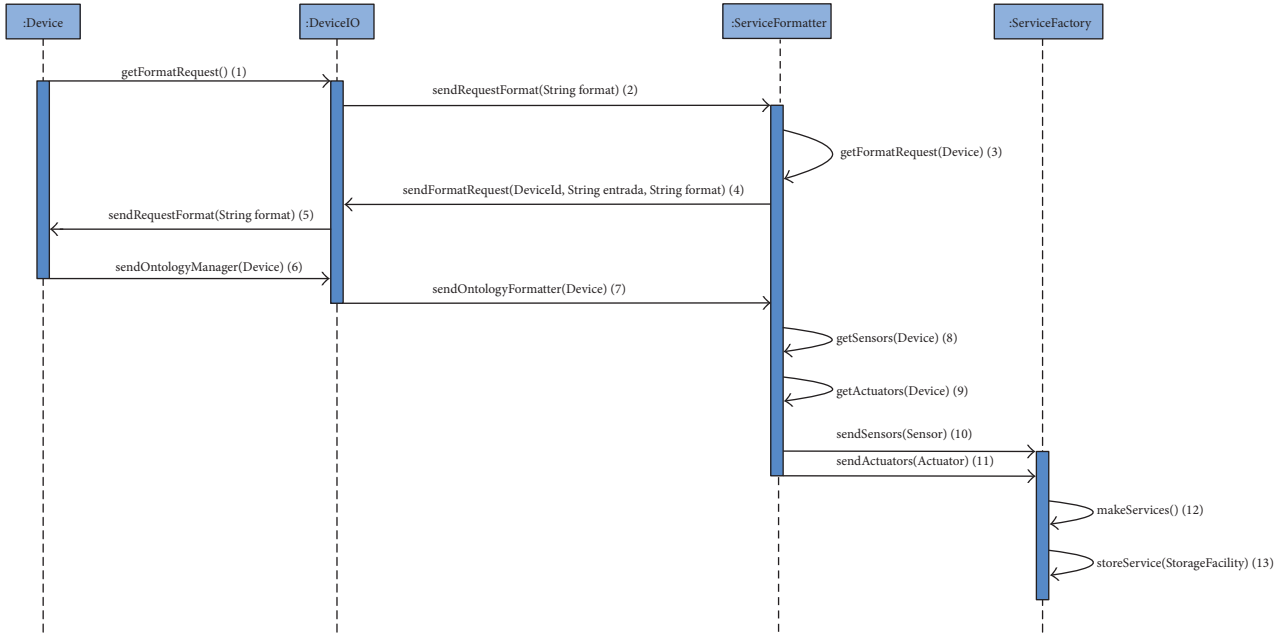 :Device
:DeviceIO
:ServiceFormatter
:ServiceFactory
getFormatRequest() (1)
sendRequestFormat(String format) (2)
getFormatRequest(Device) (3)
sendFormatRequest(DeviceId, String entrada, String format) (4)
sendRequestFormat(String format) (5)
sendOntologyManager(Device) (6)
sendOntologyFormatter(Device) (7)
getSensors(Device) (8)
getActuators(Device) (9)
sendSensors(Sensor) (10)
sendActuators(Actuator) (11)
makeServices() (12)
storeService(StorageFacility) (13)